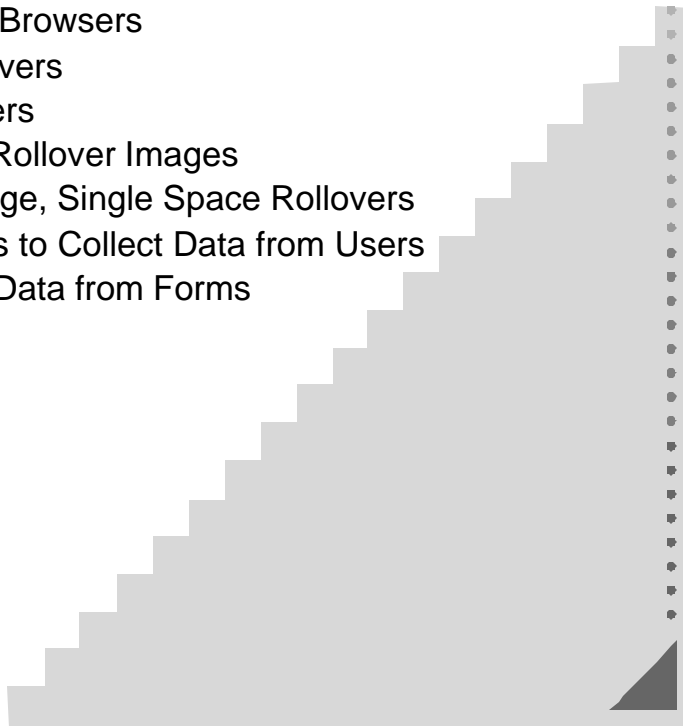 Browsers
vers
ers
Rollover Images
ge, Single Space Rollovers
s to Collect Data from Users
Data from Forms